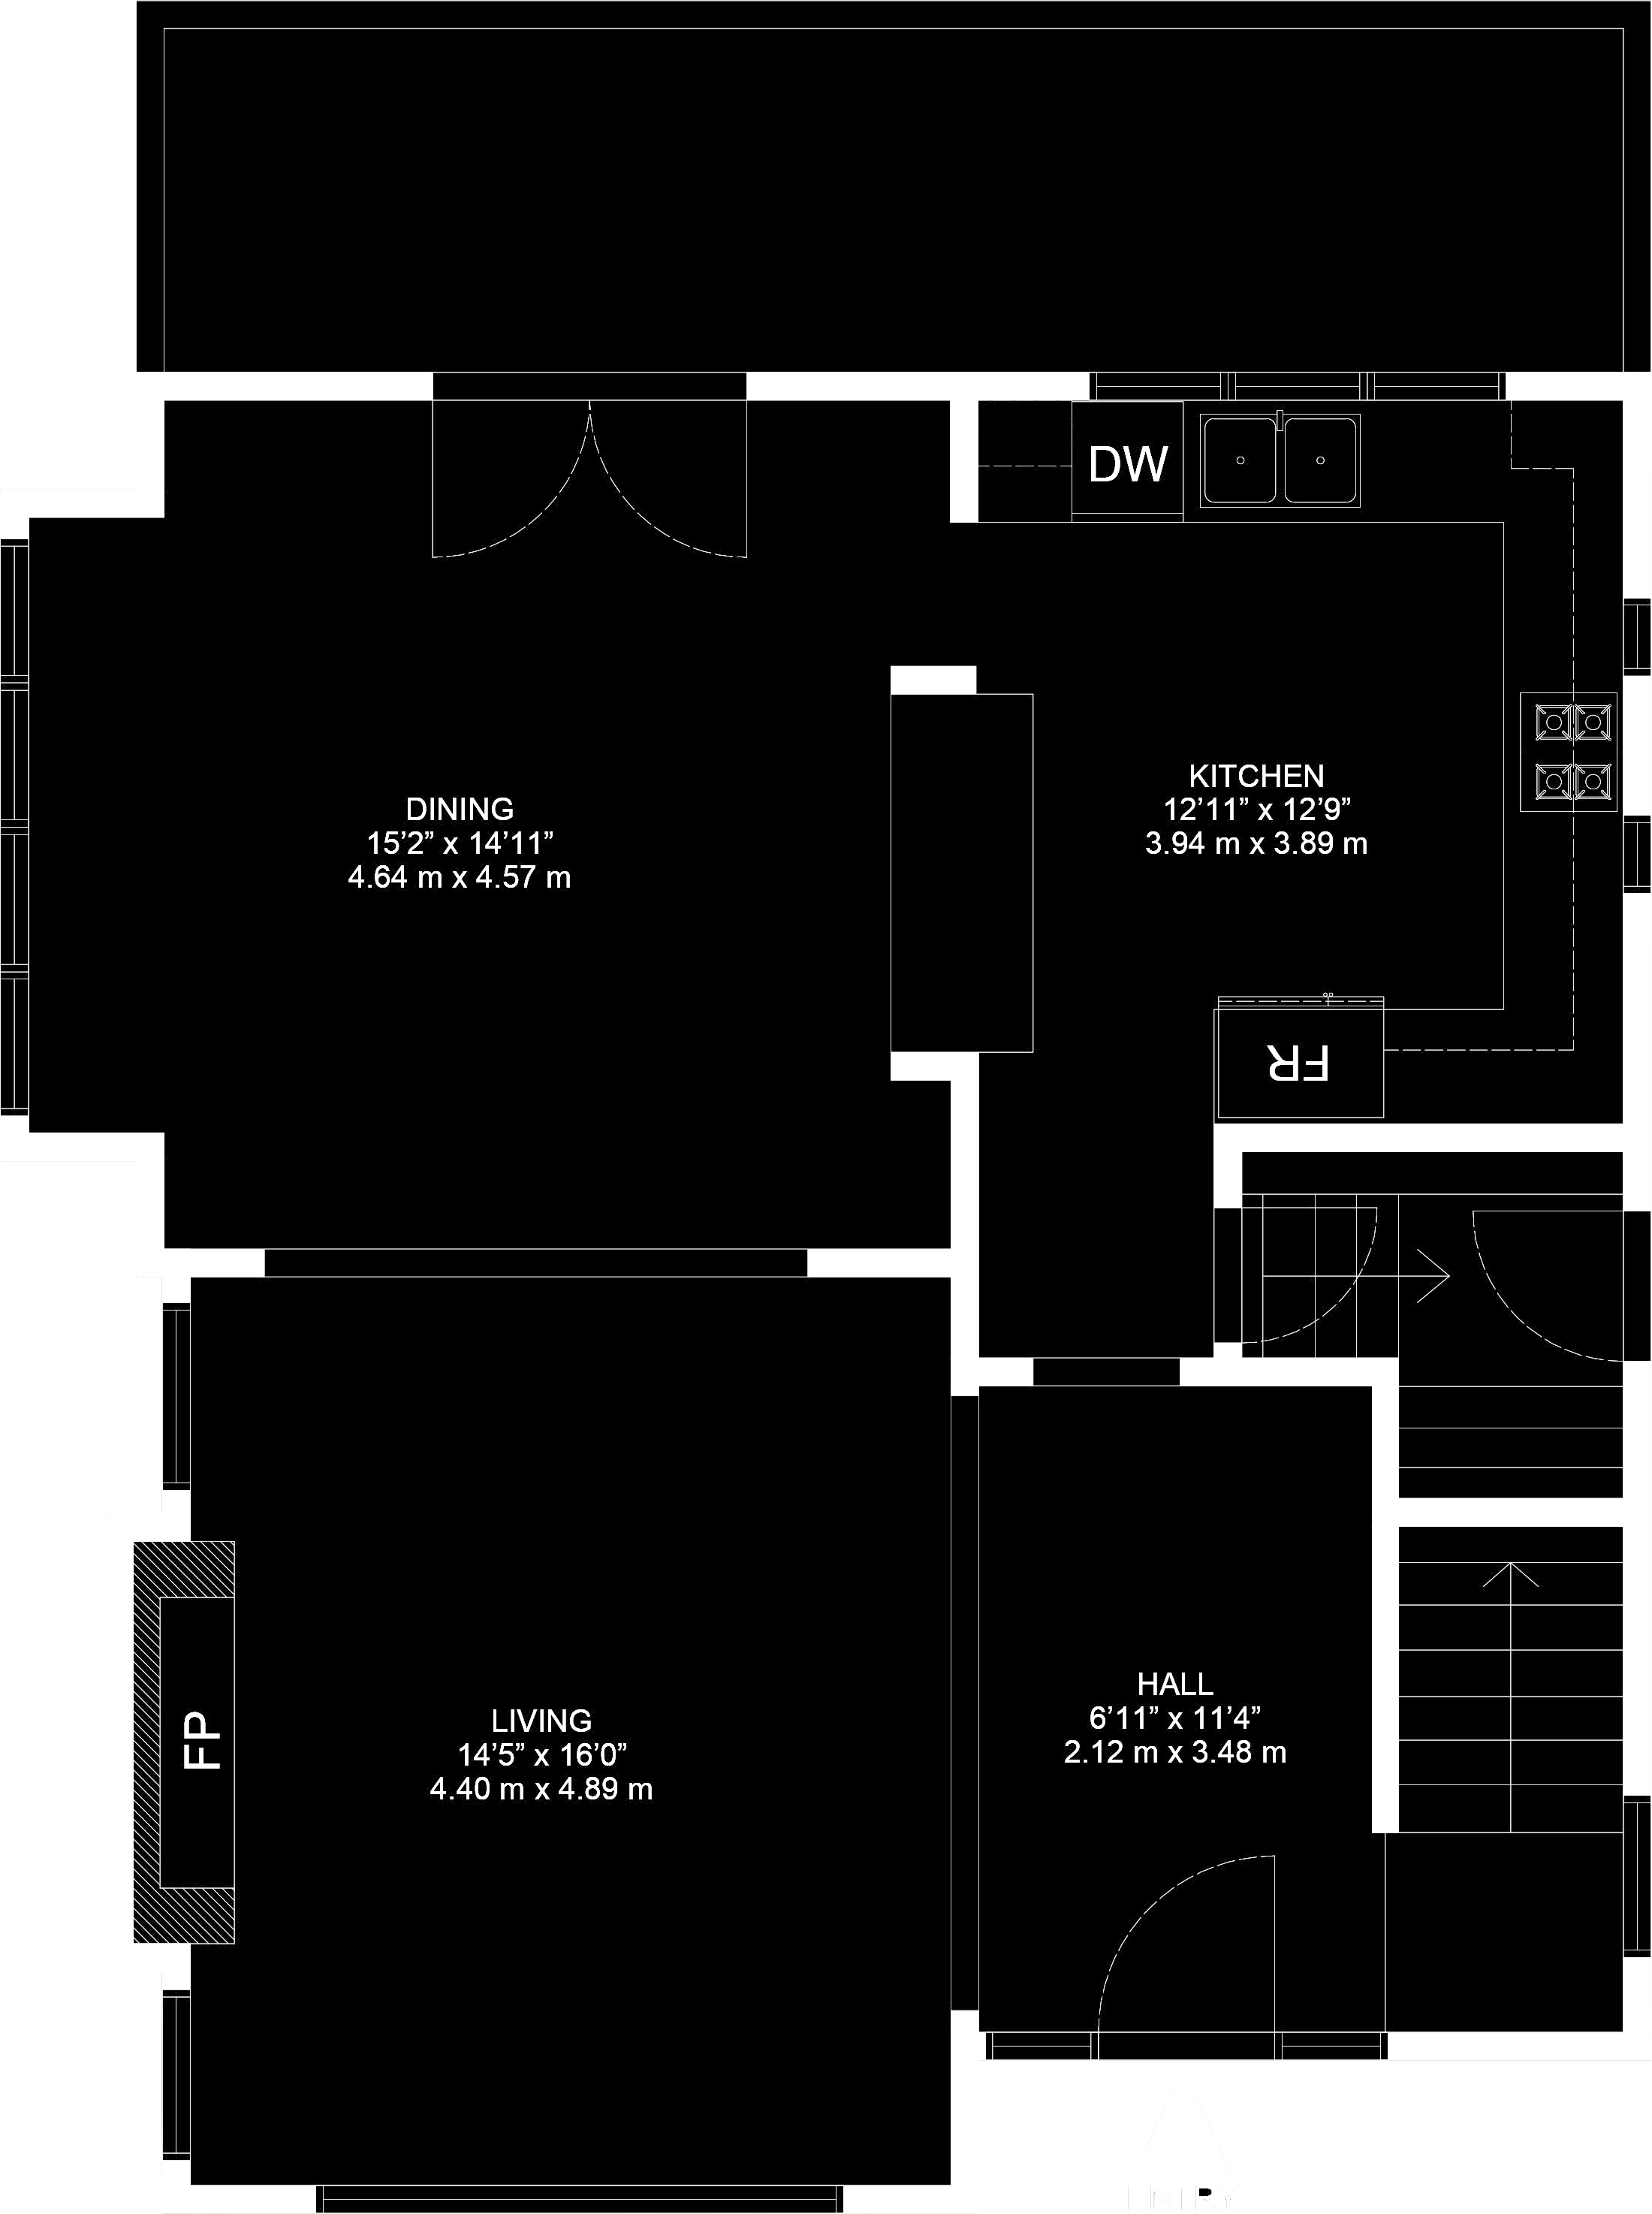 DW
KITCHEN
12’11” x 12’9”
3.94 m x 3.89 m
DINING
15’2” x 14’11”
4.64 m x 4.57 m
FR
HALL
6’11” x 11’4”
2.12 m x 3.48 m
LIVING
14’5” x 16’0”
4.40 m x 4.89 m
FP
ENTRY